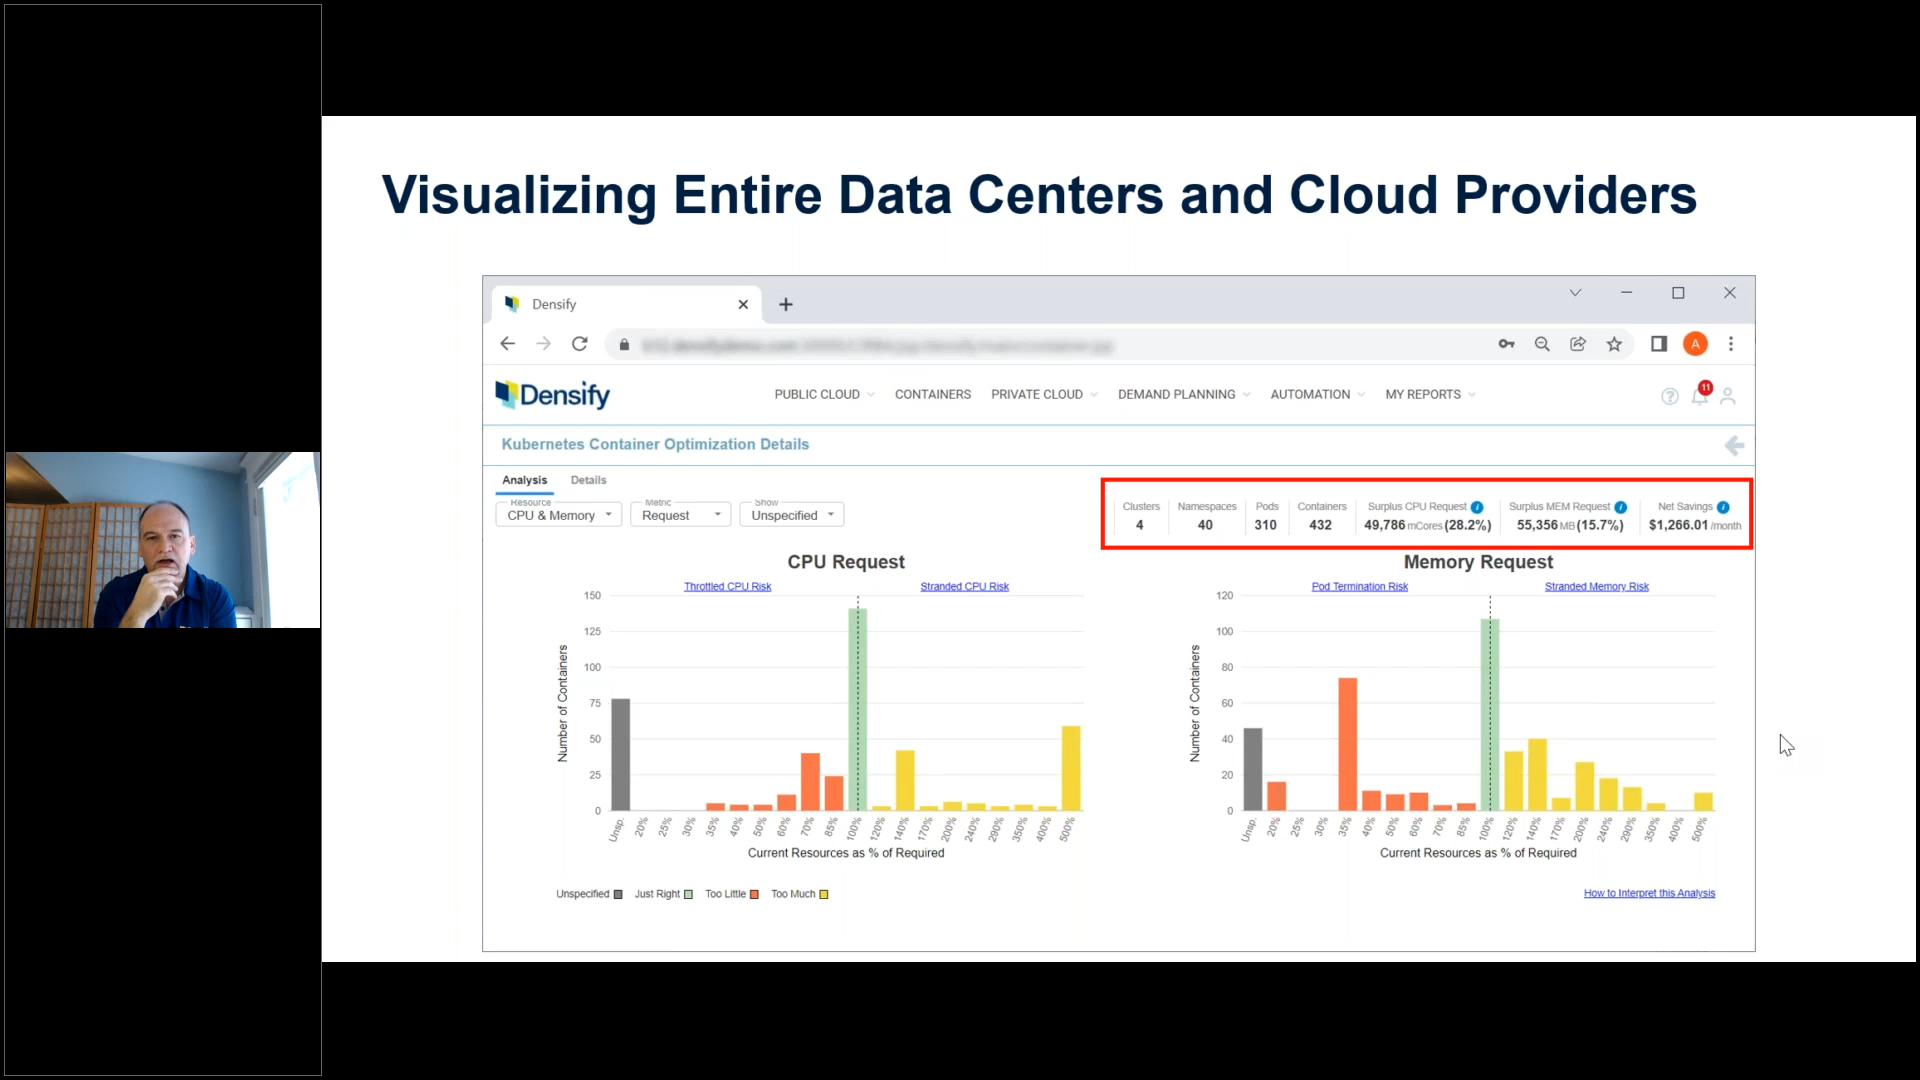 Visualizing Entire Data Centers and Cloud Providers
Densify
A
Densify
PUBLIC CLOUD CONTAINERS PRIVATE CLOUD DEMAND PLANNING AUTOMATION MY REPORTS
11
Kubernetes Container Optimization Details
Analysis Details
Resource Metric Show
CPU & Memory Request Unspecified
Clusters Namespaces Pods Containers Surplus CPU Request Surplus MEM Request Net Savings
4 40 310 432 49,786 mCores (28.2%) 55,356 MB (15.7%) $1,266.01 /month
CPU Request
Throttled CPU Risk Stranded CPU Risk
150
125
100
75
50
25
0
Number of Containers
Unsp. 20% 25% 30% 35% 40% 50% 60% 70% 85% 100% 120% 140% 170% 200% 240% 290% 350% 400% 500%
Current Resources as % of Required
Memory Request
Pod Termination Risk Stranded Memory Risk
120
100
80
60
40
20
0
Number of Containers
Unsp. 20% 25% 30% 35% 40% 50% 60% 70% 85% 100% 120% 140% 170% 200% 240% 290% 350% 400% 500%
Current Resources as % of Required
Unspecified Just Right Too Little Too Much
How to Interpret this Analysis